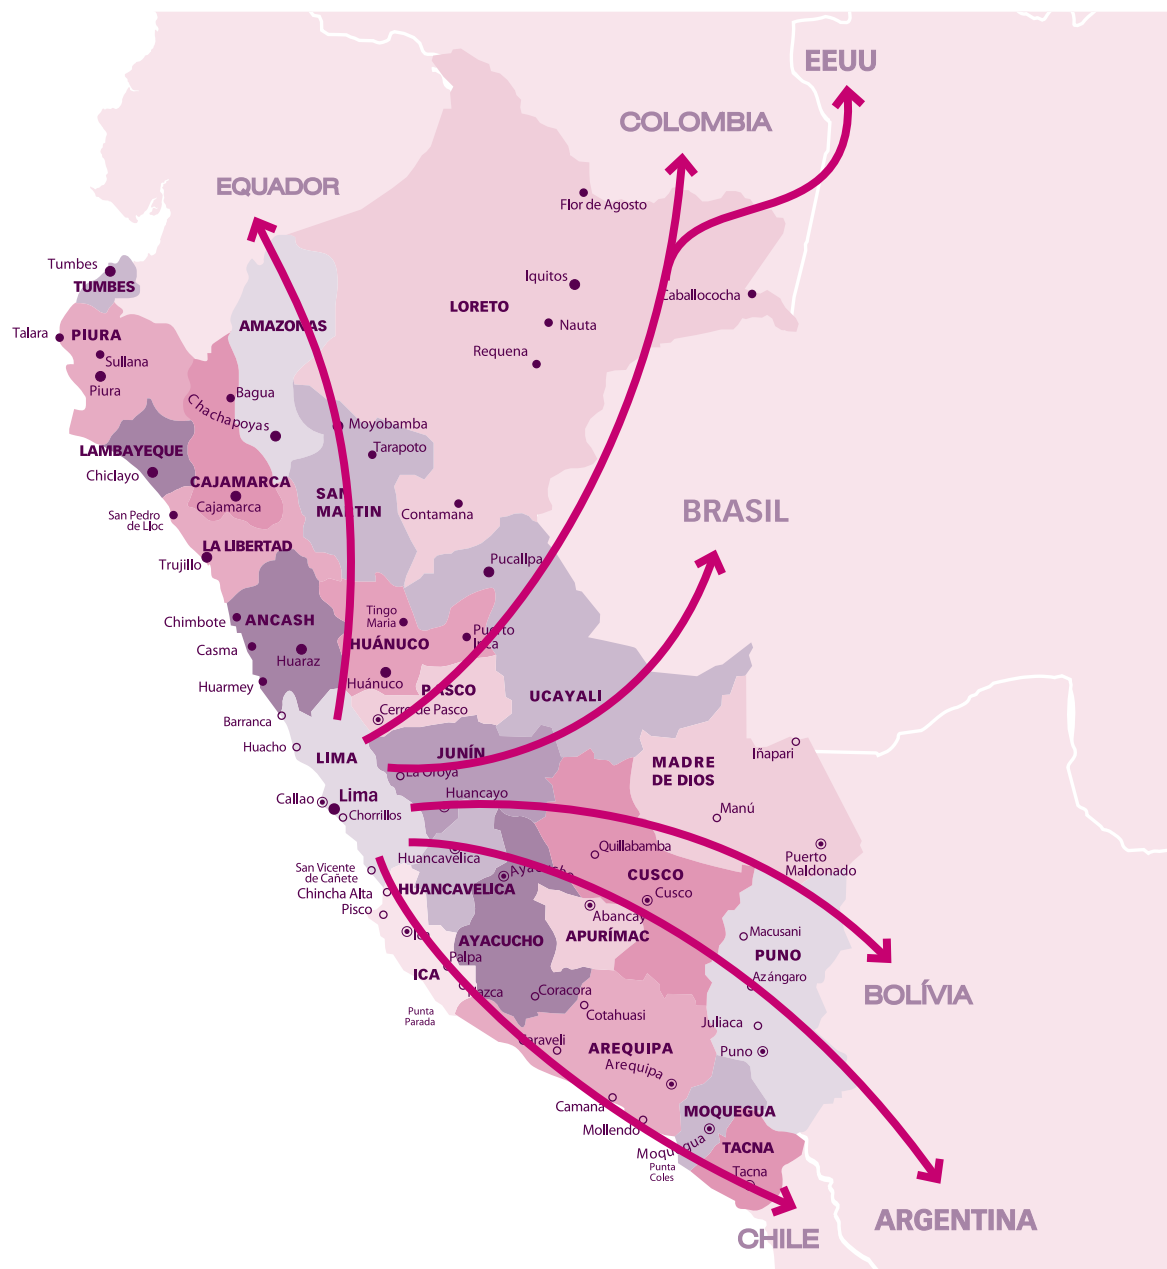 EEUU
COLOMBIA
EQUADOR
Flor de Agosto
Tumbes
TUMBES
Iquitos
Caballococha
LORETO
AMAZONAS
Nauta
Talara
PIURA
Sullana
Requena
Piura
Bagua
Chachapoyas
Moyobamba
Tarapoto
LAMBAYEQUE
Chiclayo
CAJAMARCA
Cajamarca
SAN
MARTIN
Contamana
BRASIL
San Pedro
de Lloc
LA LIBERTAD
Trujillo
Pucallpa
Chimbote
ANCASH
Tingo
Maria
Puerto
Inca
Casma
HUÁNUCO
Huaraz
Huarmey
Huánuco
PASCO
UCAYALI
Cerro de Pasco
Barranca
Huacho
LIMA
JUNÍN
Iñapari
MADRE
DE DIOS
La Oroya
Callao
Lima
Huancayo
Chorrillos
Manú
Huancavelica
Quillabamba
Puerto
Maldonado
San Vicente
de Cañete
Ayacucho
CUSCO
Chincha Alta
HUANCAVELICA
Cusco
Pisco
Abancay
Ica
APURÍMAC
Macusani
AYACUCHO
PUNO
Palpa
ICA
Azángaro
Nazca
Coracora
BOLÍVIA
Punta
Parada
Cotahuasi
Juliaca
Caraveli
AREQUIPA
Puno
Arequipa
Camana
MOQUEGUA
Mollendo
Moquegua
TACNA
Punta
Coles
Tacna
ARGENTINA
CHILE